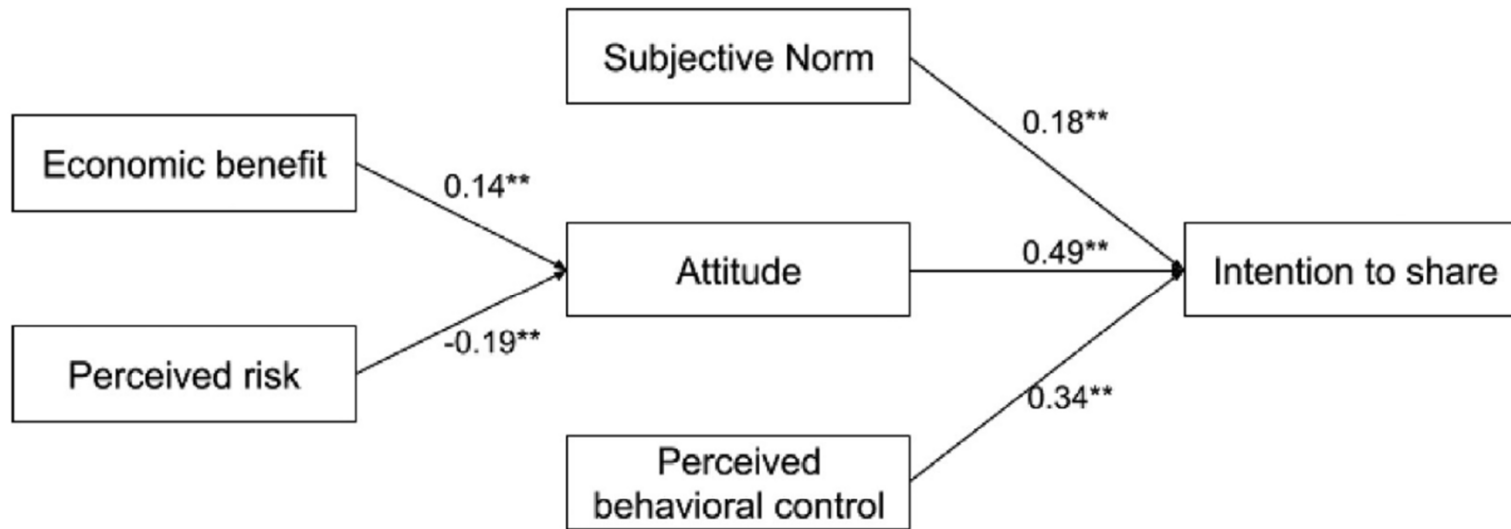 Subjective Norm
0.18**
Economic benefit
0.14**
Attitude
0.49**
Intention to share
Perceived risk
-0.19**
0.34**
Perceived
behavioral control